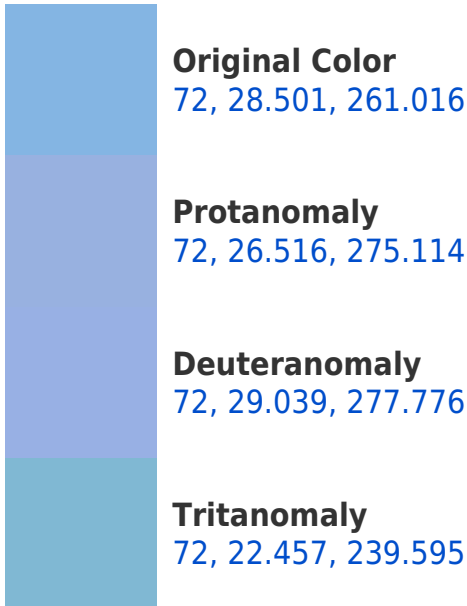 Original Color
72, 28.501, 261.016
Protanomaly
72, 26.516, 275.114
Deuteranomaly
72, 29.039, 277.776
Tritanomaly
72, 22.457, 239.595